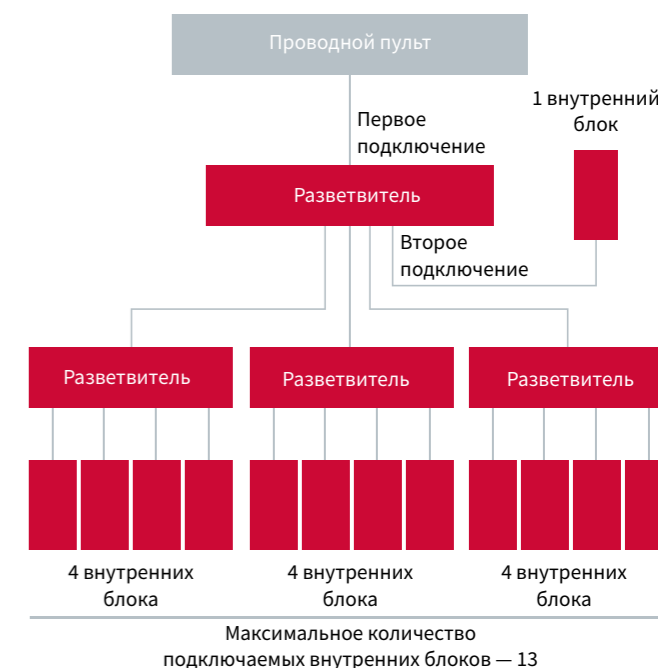 Проводной пульт
1 внутренний
блок
Первое
подключение
Разветвитель
Второе
подключение
Разветвитель
Разветвитель
Разветвитель
4 внутренних
блока
4 внутренних
блока
4 внутренних
блока
Максимальное количество
подключаемых внутренних блоков — 13